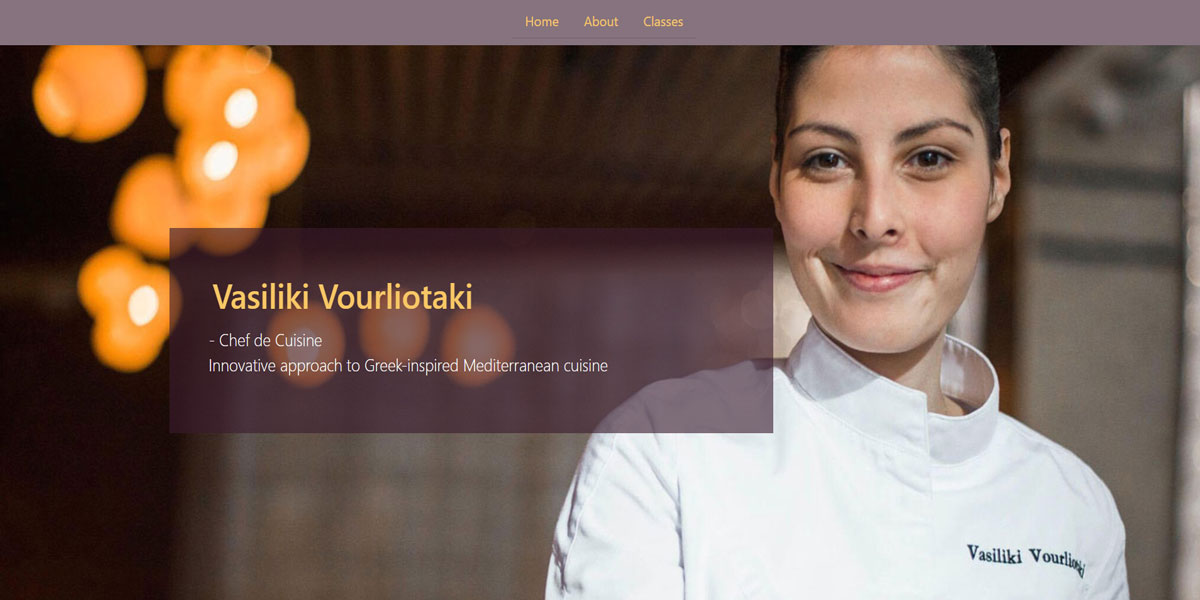 Home About Classes
Vasiliki Vourliotaki
- Chef de Cuisine
Innovative approach to Greek-inspired Mediterranean cuisine
Vasiliki Vourliotaki